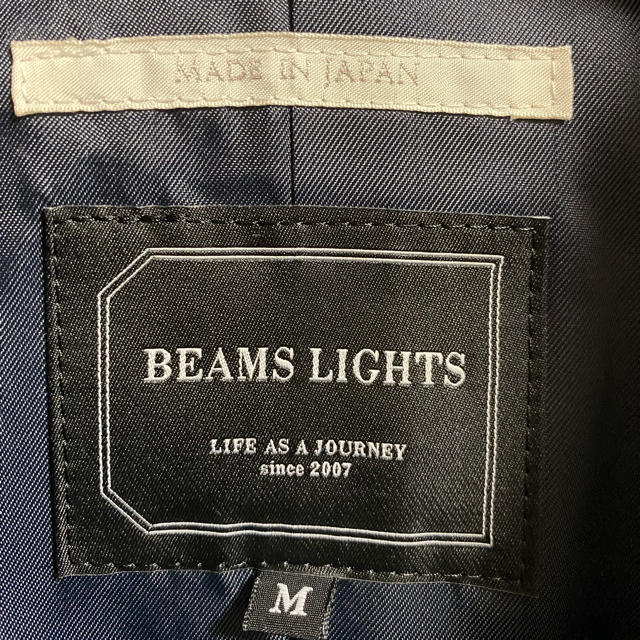 MADE IN JAPAN
BEAMS LIGHTS
LIFE AS A JOURNEY
since 2007
M